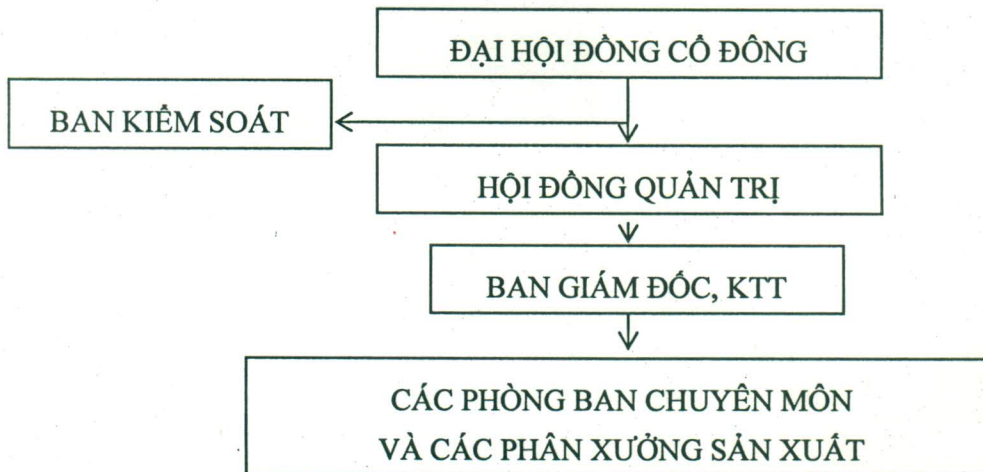 ĐẠI HỘI ĐỒNG CỔ ĐÔNG
BAN KIỂM SOÁT
HỘI ĐỒNG QUẢN TRỊ
BAN GIÁM ĐỐC, KTT
CÁC PHÒNG BAN CHUYÊN MÔN
VÀ CÁC PHÂN XƯỞNG SẢN XUẤT